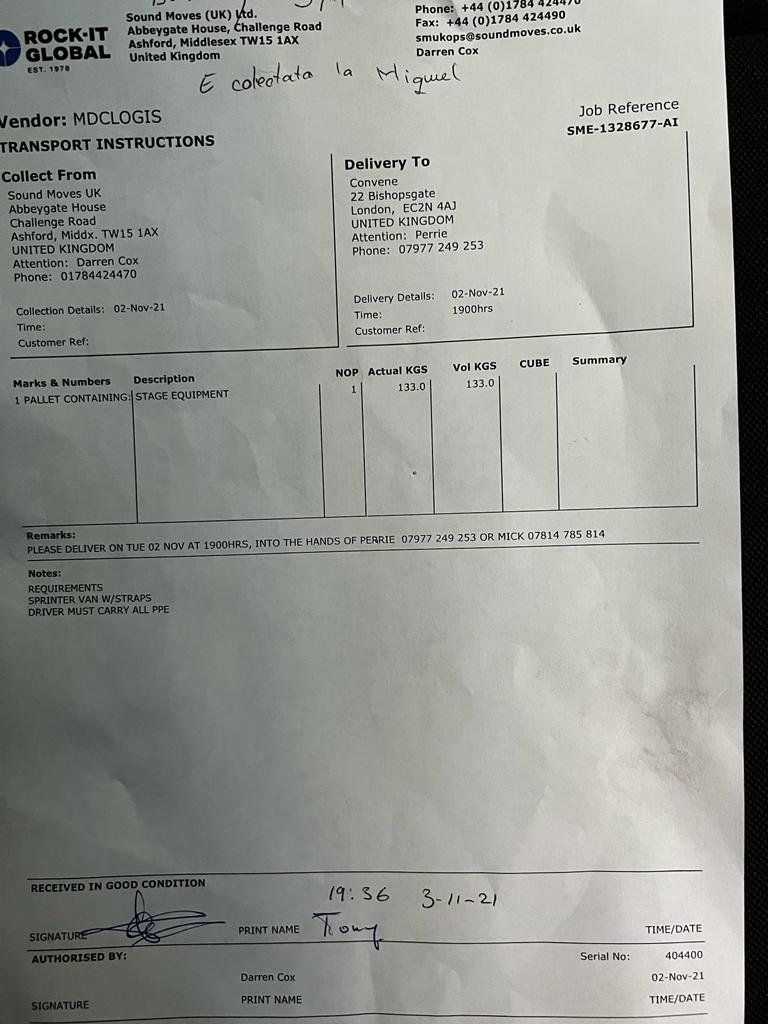 ROCK-IT
GLOBAL
EST. 1978
Sound Moves (UK) Ltd.
Abbeygate House, Challenge Road
Ashford, Middlesex TW15 1AX
United Kingdom
Phone: +44 (0)1784 424470
Fax: +44 (0)1784 424490
smukops@soundmoves.co.uk
Darren Cox
E colectata la Miguel
Vendor: MDCLOGIS
Job Reference
SME-1328677-AI
TRANSPORT INSTRUCTIONS
Collect From
Sound Moves UK
Abbeygate House
Challenge Road
Ashford, Middx. TW15 1AX
UNITED KINGDOM
Attention: Darren Cox
Phone: 01784424470
Collection Details: 02-Nov-21
Time:
Customer Ref:
Delivery To
Convene
22 Bishopsgate
London, EC2N 4AJ
UNITED KINGDOM
Attention: Perrie
Phone: 07977 249 253
Delivery Details: 02-Nov-21
Time: 1900hrs
Customer Ref:
Marks & Numbers Description NOP Actual KGS Vol KGS CUBE Summary
1 PALLET CONTAINING: STAGE EQUIPMENT 1 133.0 133.0
Remarks:
PLEASE DELIVER ON TUE 02 NOV AT 1900HRS, INTO THE HANDS OF PERRIE 07977 249 253 OR MICK 07814 785 814
Notes:
REQUIREMENTS
SPRINTER VAN W/STRAPS
DRIVER MUST CARRY ALL PPE
RECEIVED IN GOOD CONDITION
19:36 3-11-21
SIGNATURE PRINT NAME Tony TIME/DATE
AUTHORISED BY: Serial No: 404400
Darren Cox 02-Nov-21
SIGNATURE PRINT NAME TIME/DATE